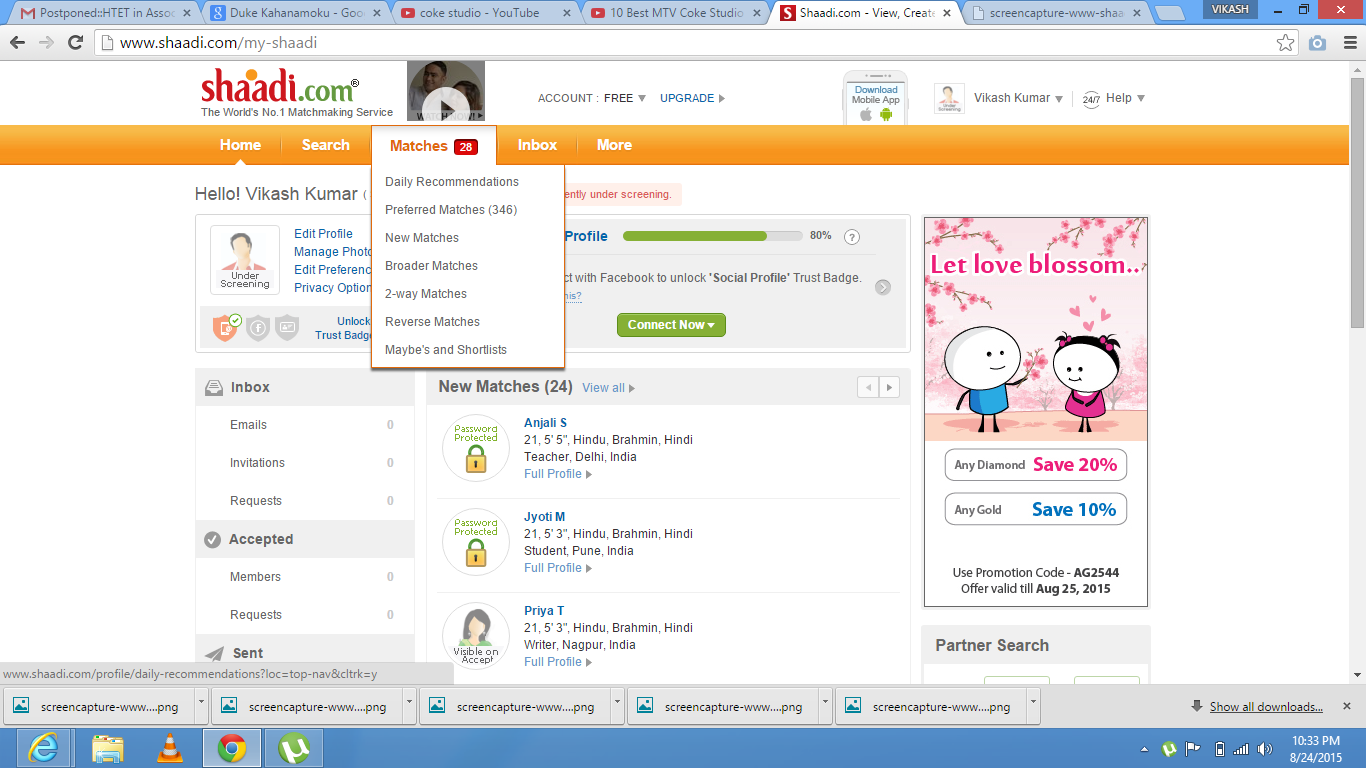 Postponed::HTET in Assoc
Duke Kahanamoku - Goo
coke studio - YouTube
10 Best MTV Coke Studio
Shaadi.com - View, Create
screencapture-www-shaa
VIKASH
www.shaadi.com/my-shaadi
shaadi.com®
The World's No.1 Matchmaking Service
WATCH NOW!
ACCOUNT : FREE
UPGRADE
Download
Mobile App
Under
Screening
Vikash Kumar
24/7 Help
Home
Search
Matches 28
Inbox
More
Daily Recommendations
Preferred Matches (346)
New Matches
Broader Matches
2-way Matches
Reverse Matches
Maybe's and Shortlists
Hello! Vikash Kumar (
ently under screening.
Under
Screening
Edit Profile
Manage Photo
Edit Preferenc
Privacy Option
Unlock
Trust Badge
Profile
80%
?
ct with Facebook to unlock 'Social Profile' Trust Badge.
his?
Connect Now
Inbox
Emails 0
Invitations 0
Requests 0
Accepted
Members 0
Requests 0
Sent
New Matches (24) View all
Password
Protected
Anjali S
21, 5' 5", Hindu, Brahmin, Hindi
Teacher, Delhi, India
Full Profile
Password
Protected
Jyoti M
21, 5' 3", Hindu, Brahmin, Hindi
Student, Pune, India
Full Profile
Visible on
Accept
Priya T
21, 5' 3", Hindu, Brahmin, Hindi
Writer, Nagpur, India
Full Profile
Let love blossom..
Any Diamond Save 20%
Any Gold Save 10%
Use Promotion Code - AG2544
Offer valid till Aug 25, 2015
Partner Search
www.shaadi.com/profile/daily-recommendations?loc=top-nav&cltrk=y
screencapture-www....png
screencapture-www....png
screencapture-www....png
screencapture-www....png
screencapture-www....png
Show all downloads...
10:33 PM
8/24/2015